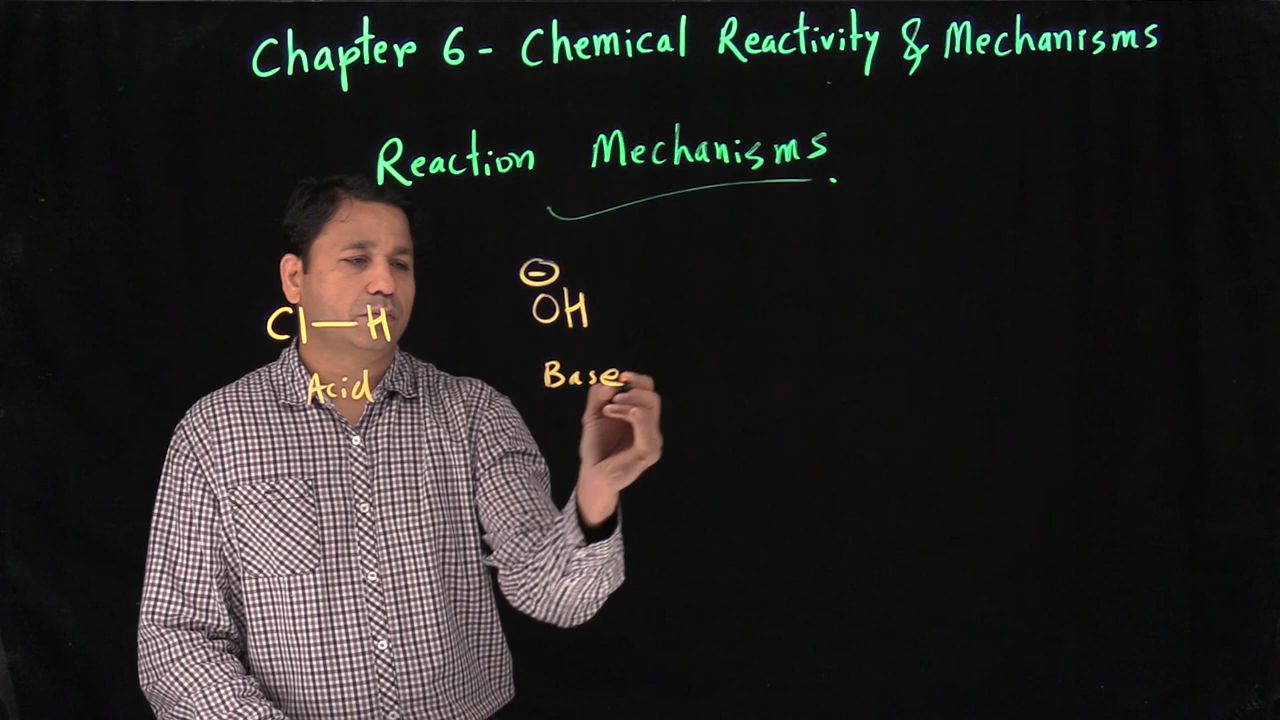 Chapter 6 - Chemical Reactivity & Mechanisms
Reaction Mechanisms.
−
Cl—H OH
Acid Base